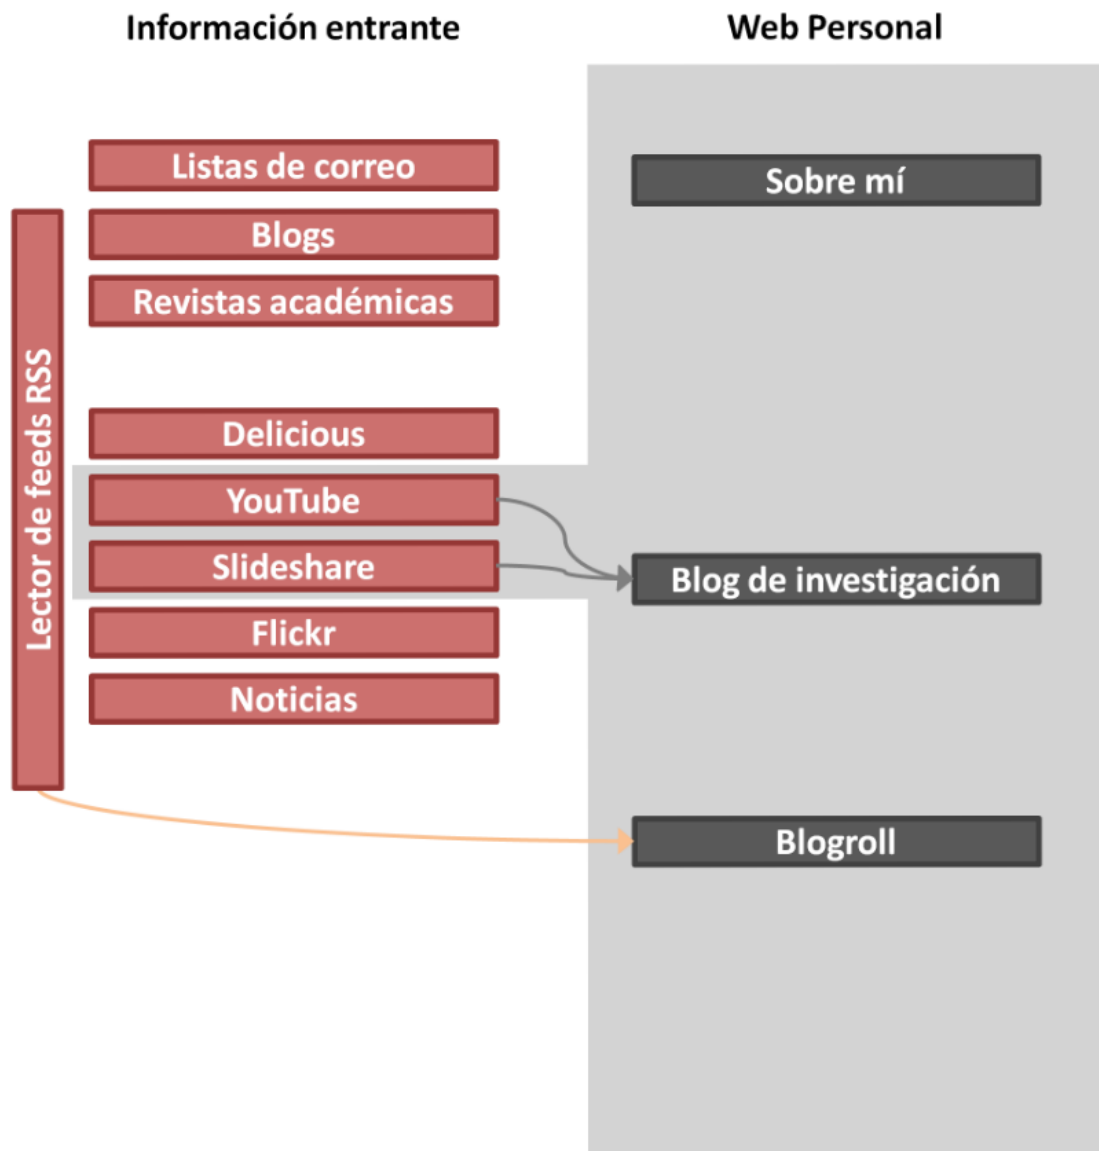 Información entrante
Web Personal
Listas de correo
Sobre mí
Blogs
Revistas académicas
Lector de feeds RSS
Delicious
YouTube
Slideshare
Blog de investigación
Flickr
Noticias
Blogroll